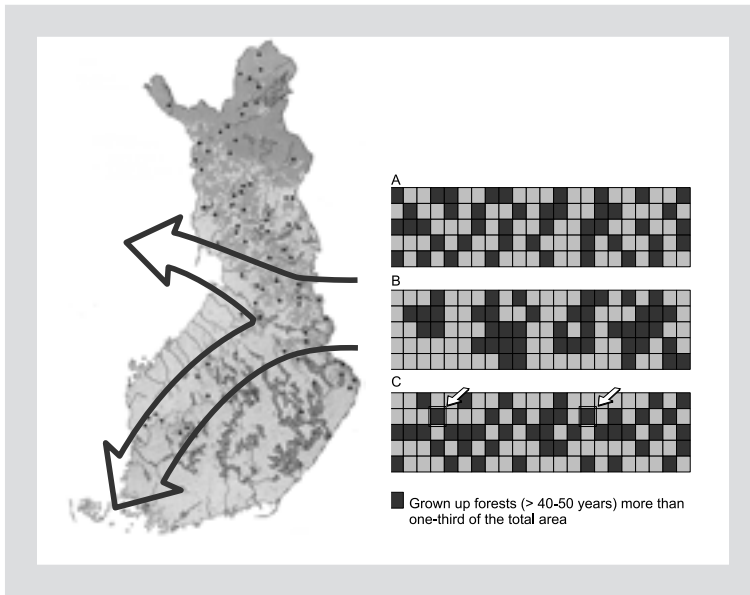 A
B
C
Grown up forests (> 40-50 years) more than
one-third of the total area